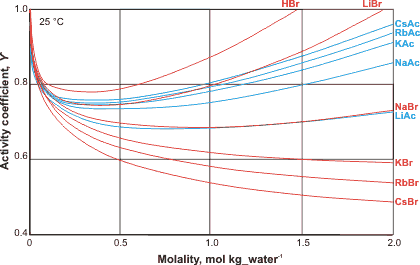 HBr LiBr
1.0
25 °C
CsAc
RbAc
KAc
NaAc
0.8
NaBr
LiAc
0.6
KBr
RbBr
CsBr
0.4
0 0.5 1.0 1.5 2.0
Activity coefficient, Y
Molality, mol kg_water⁻¹